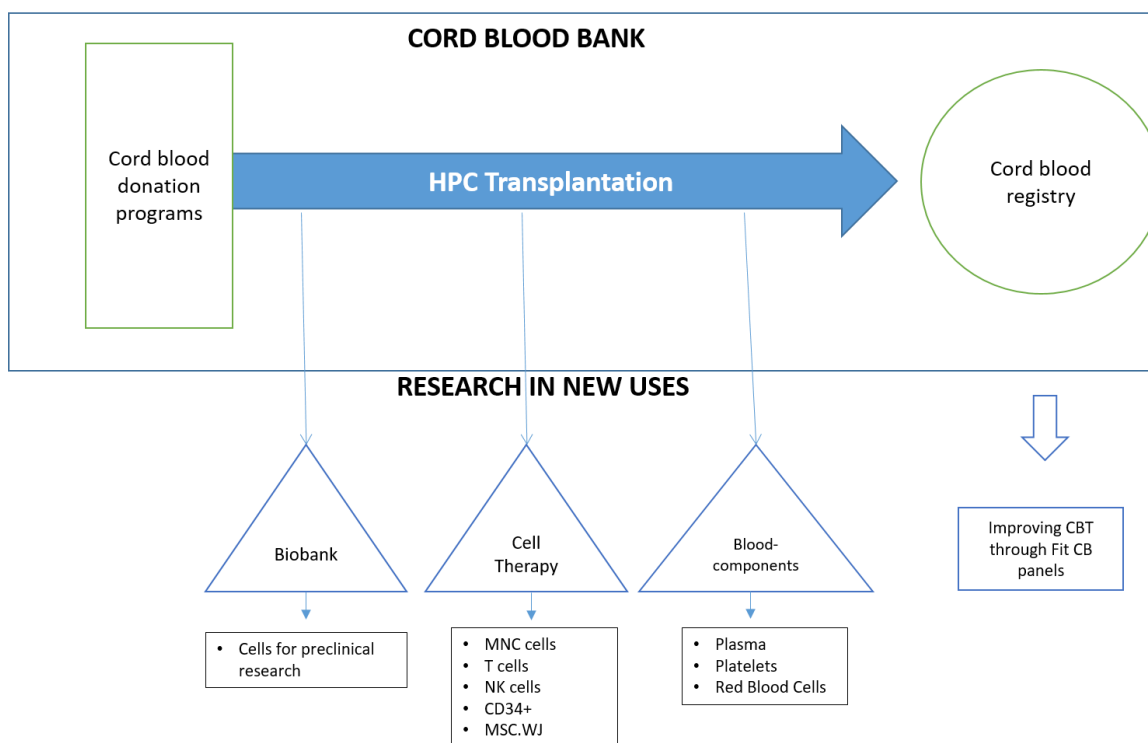 CORD BLOOD BANK
Cord blood
donation
programs
HPC Transplantation
Cord blood
registry
RESEARCH IN NEW USES
Biobank
Cell
Therapy
Blood-
components
Improving CBT
through Fit CB
panels
• Cells for preclinical
research
• MNC cells
• T cells
• NK cells
• CD34+
• MSC.WJ
• Plasma
• Platelets
• Red Blood Cells